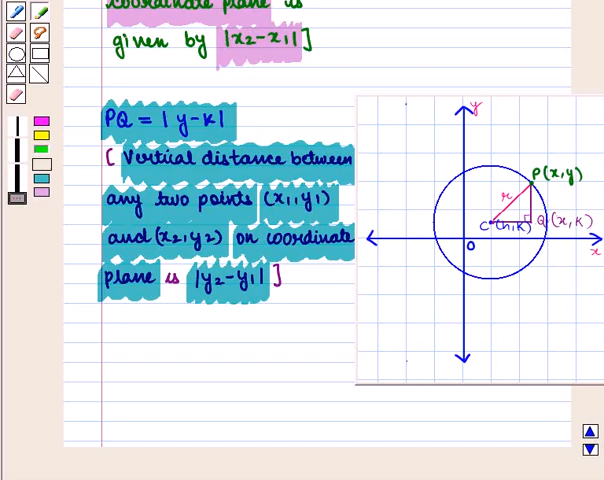 coordinate plane is
given by |x2-x1|]
PQ = |y-k|
[ Vertical distance between
any two points (x1,y1)
and (x2,y2) on coordinate
plane is |y2-y1| ]
y
P(x,y)
r
C (h,k) Q (x,k)
O
x